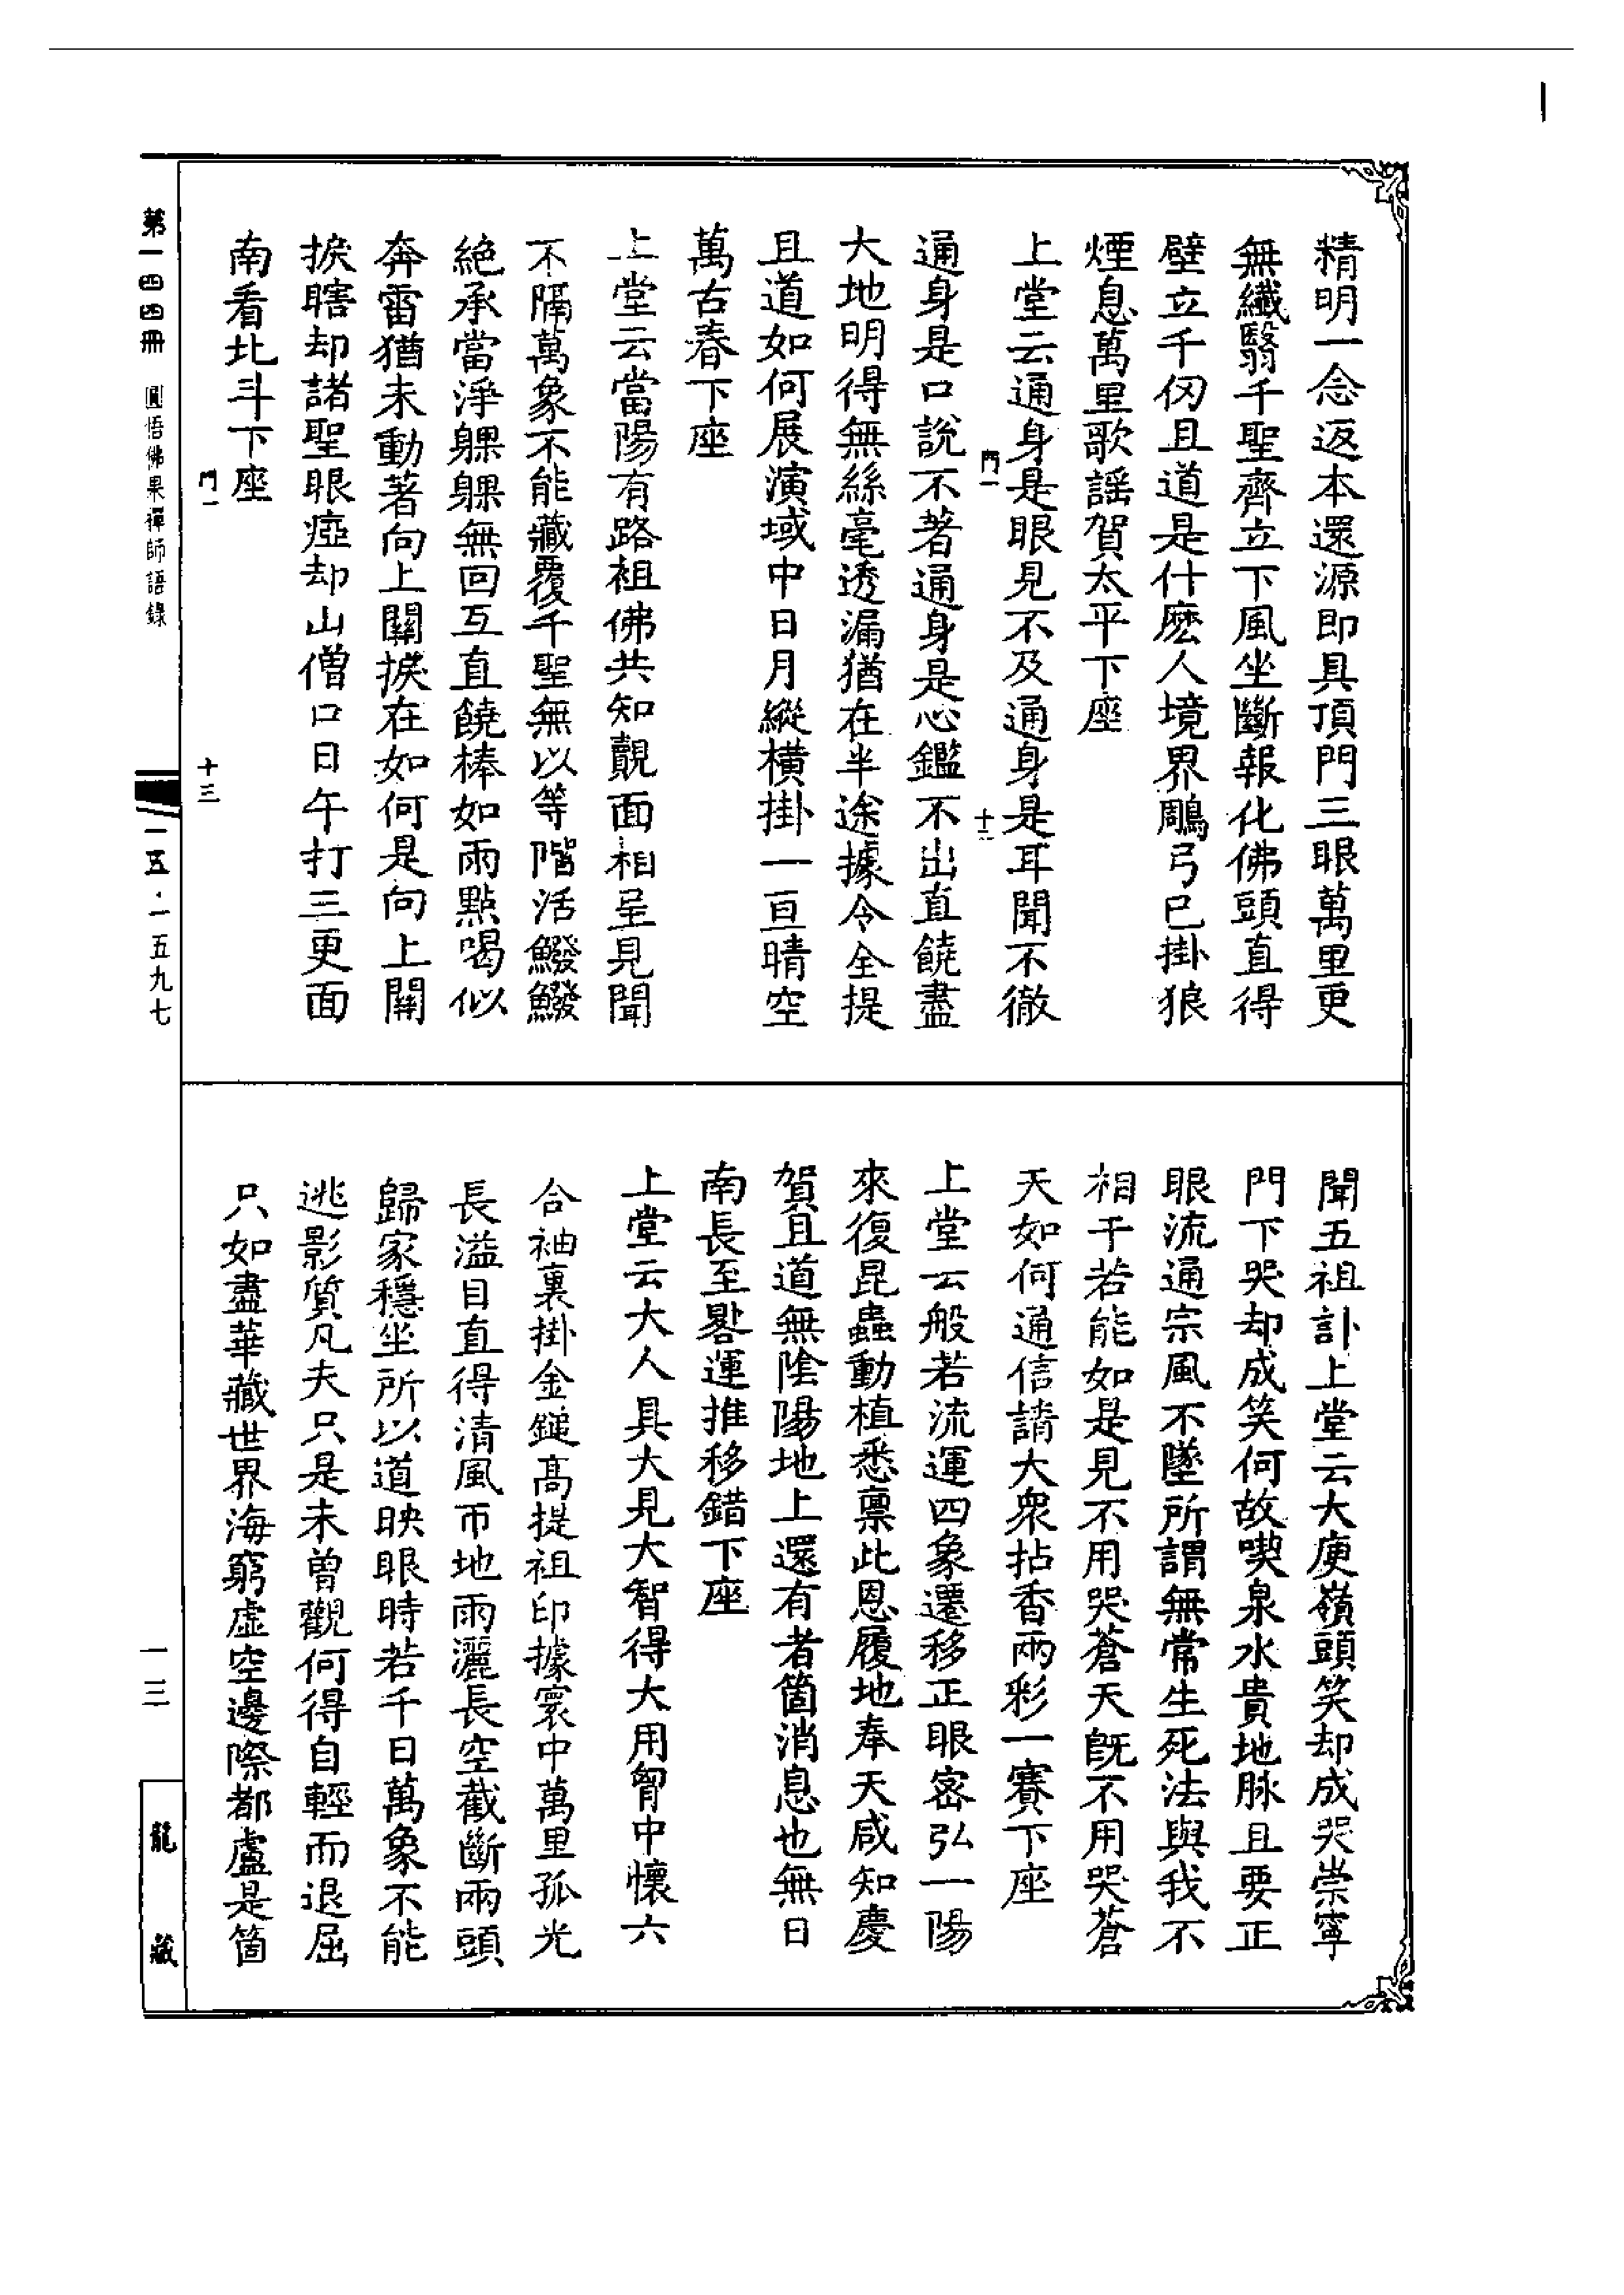 精明一念返本還源即具頂門三眼萬里更
無纖翳千聖齊立下風坐斷報化佛頭直得
壁立千仞且道是什麽人境界鵰弓已掛狼
煙息萬里歌謠賀太平下座
上堂云通身是眼見不及通身是耳聞不徹
門一
十二
通身是口說不著通身是心鑑不出直饒盡
大地明得無絲毫透漏猶在半途據令全提
且道如何展演域中日月縱橫掛一亘晴空
萬古春下座
上堂云當陽有路祖佛共知覿面相呈見聞
不隔萬象不能藏覆千聖無以等階活鱍鱍
絕承當淨躶躶無回互直饒棒如雨點喝似
奔雷猶未動著向上關捩在如何是向上關
捩瞎却諸聖眼瘂却山僧口日午打三更面
南看北斗下座
門一
十三
聞五祖訃上堂云大庾嶺頭笑却成哭崇寧
門下哭却成笑何故喫泉水貴地脉且要正
眼流通宗風不墜所謂無常生死法與我不
相干若能如是見不用哭蒼天既不用哭蒼
天如何通信請大衆拈香兩彩一賽下座
上堂云般若流運四象遷移正眼密弘一陽
來復昆蟲動植悉禀此恩履地奉天咸知慶
賀且道無陰陽地上還有者箇消息也無日
南長至晷運推移錯下座
上堂云大人具大見大智得大用胷中懷六
合袖裏掛金鎚高提祖印據寰中萬里孤光
長溢目直得清風帀地雨灑長空截斷兩頭
歸家穩坐所以道映眼時若千日萬象不能
逃影質凡夫只是未曾觀何得自輕而退屈
只如盡華藏世界海窮虛空邊際都盧是箇
第一四四冊 圓悟佛果禪師語錄
一五·一五九七
一三
龍藏